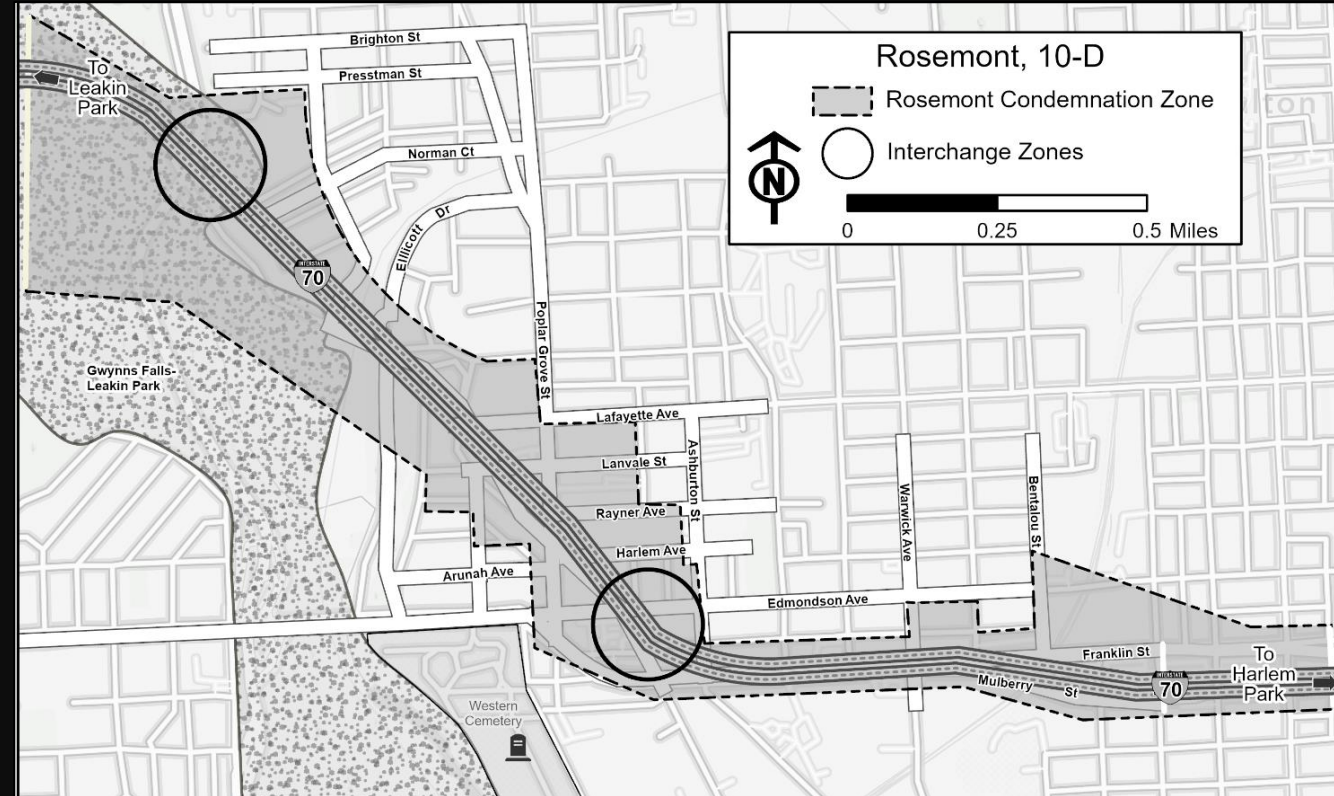 Brighton St
Presstman St
To
Leakin
Park
Rosemont, 10-D
Rosemont Condemnation Zone
Interchange Zones
N
0 0.25 0.5 Miles
Norman Ct
Ellicott Dr
INTERSTATE
70
Poplar Grove St
Gwynns Falls-
Leakin Park
Lafayette Ave
Ashburton St
Lanvale St
Rayner Ave
Harlem Ave
Warwick Ave
Bentalou St
Arunah Ave
Edmondson Ave
Franklin St
To
Harlem
Park
Mulberry St
INTERSTATE
70
Western
Cemetery